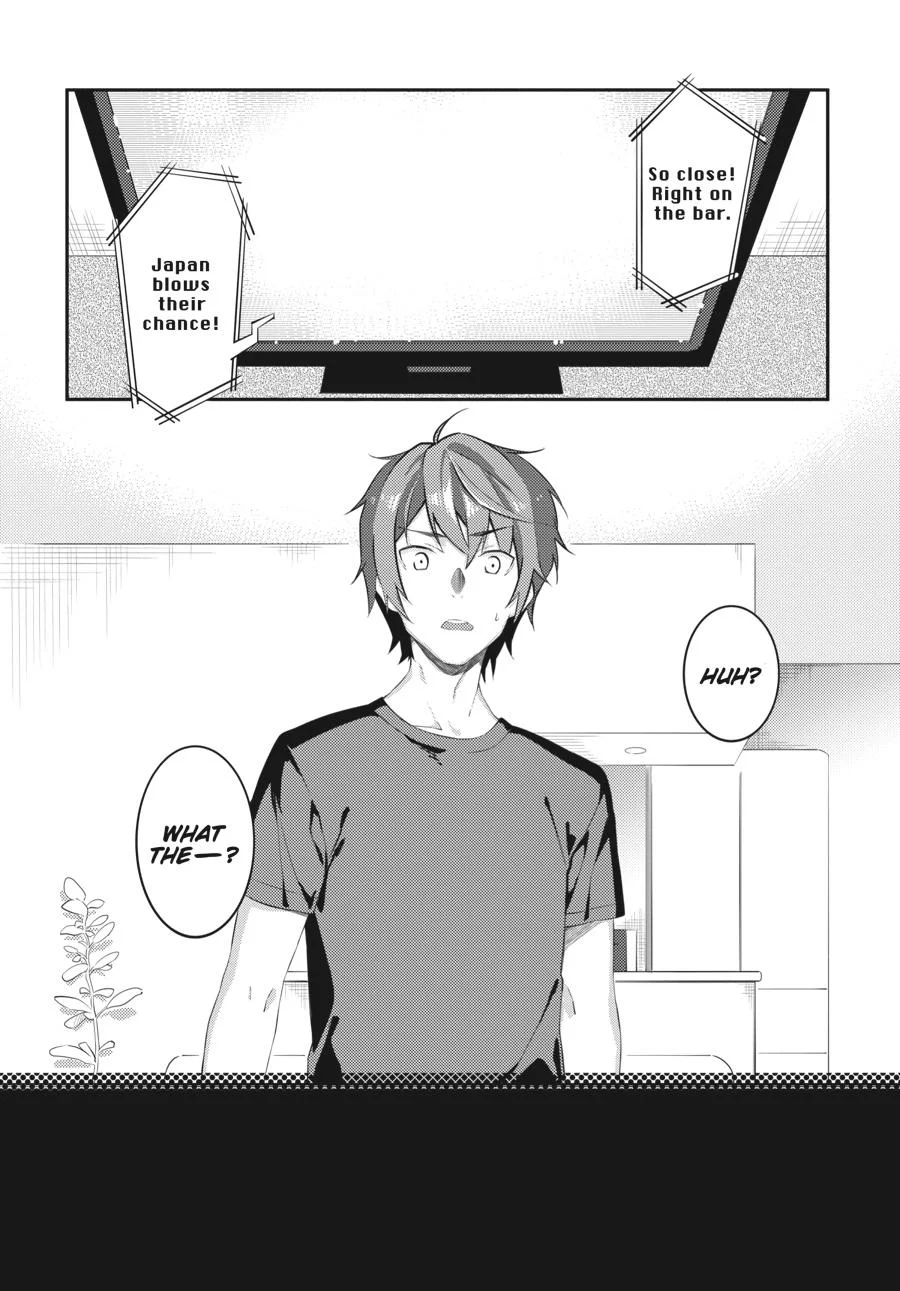 So close!
Right on
the bar.
Japan
blows
their
chance!
HUH?
WHAT
THE—?